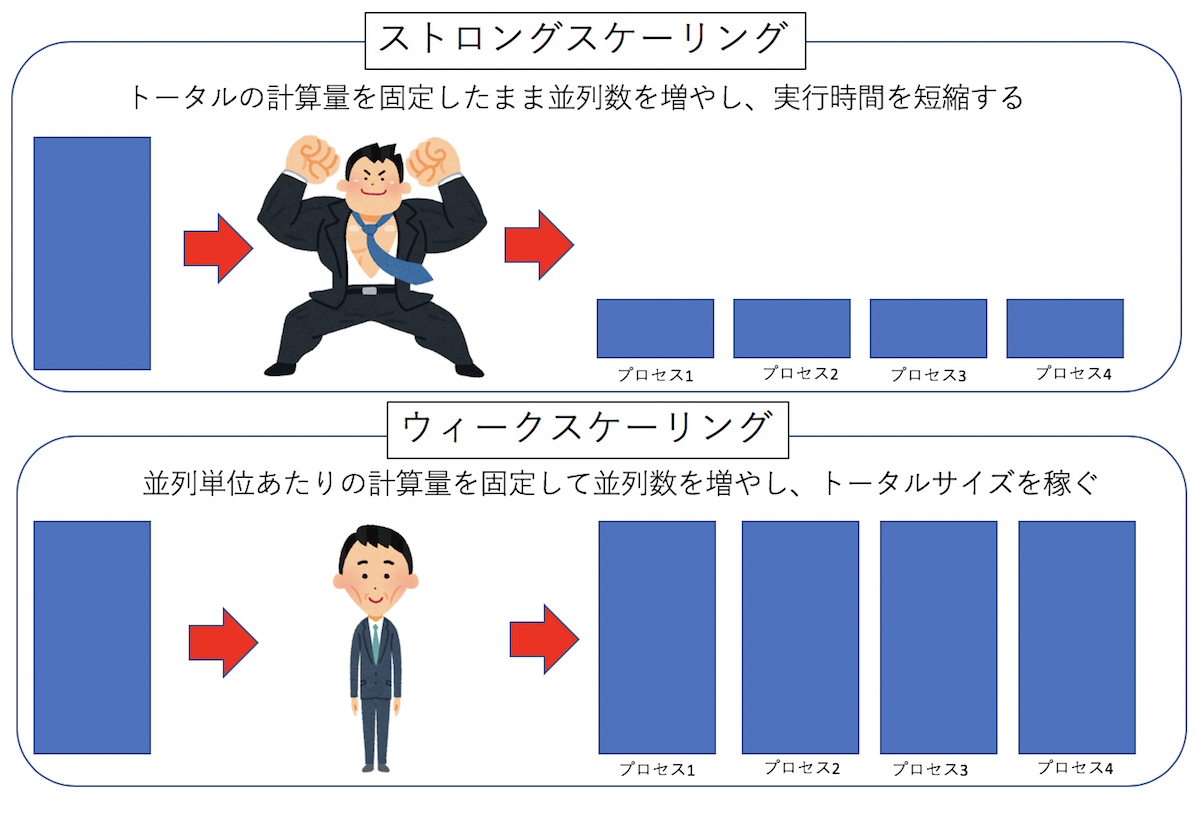 ストロングスケーリング
トータルの計算量を固定したまま並列数を増やし、実行時間を短縮する
プロセス1
プロセス2
プロセス3
プロセス4
ウィークスケーリング
並列単位あたりの計算量を固定して並列数を増やし、トータルサイズを稼ぐ
プロセス1
プロセス2
プロセス3
プロセス4